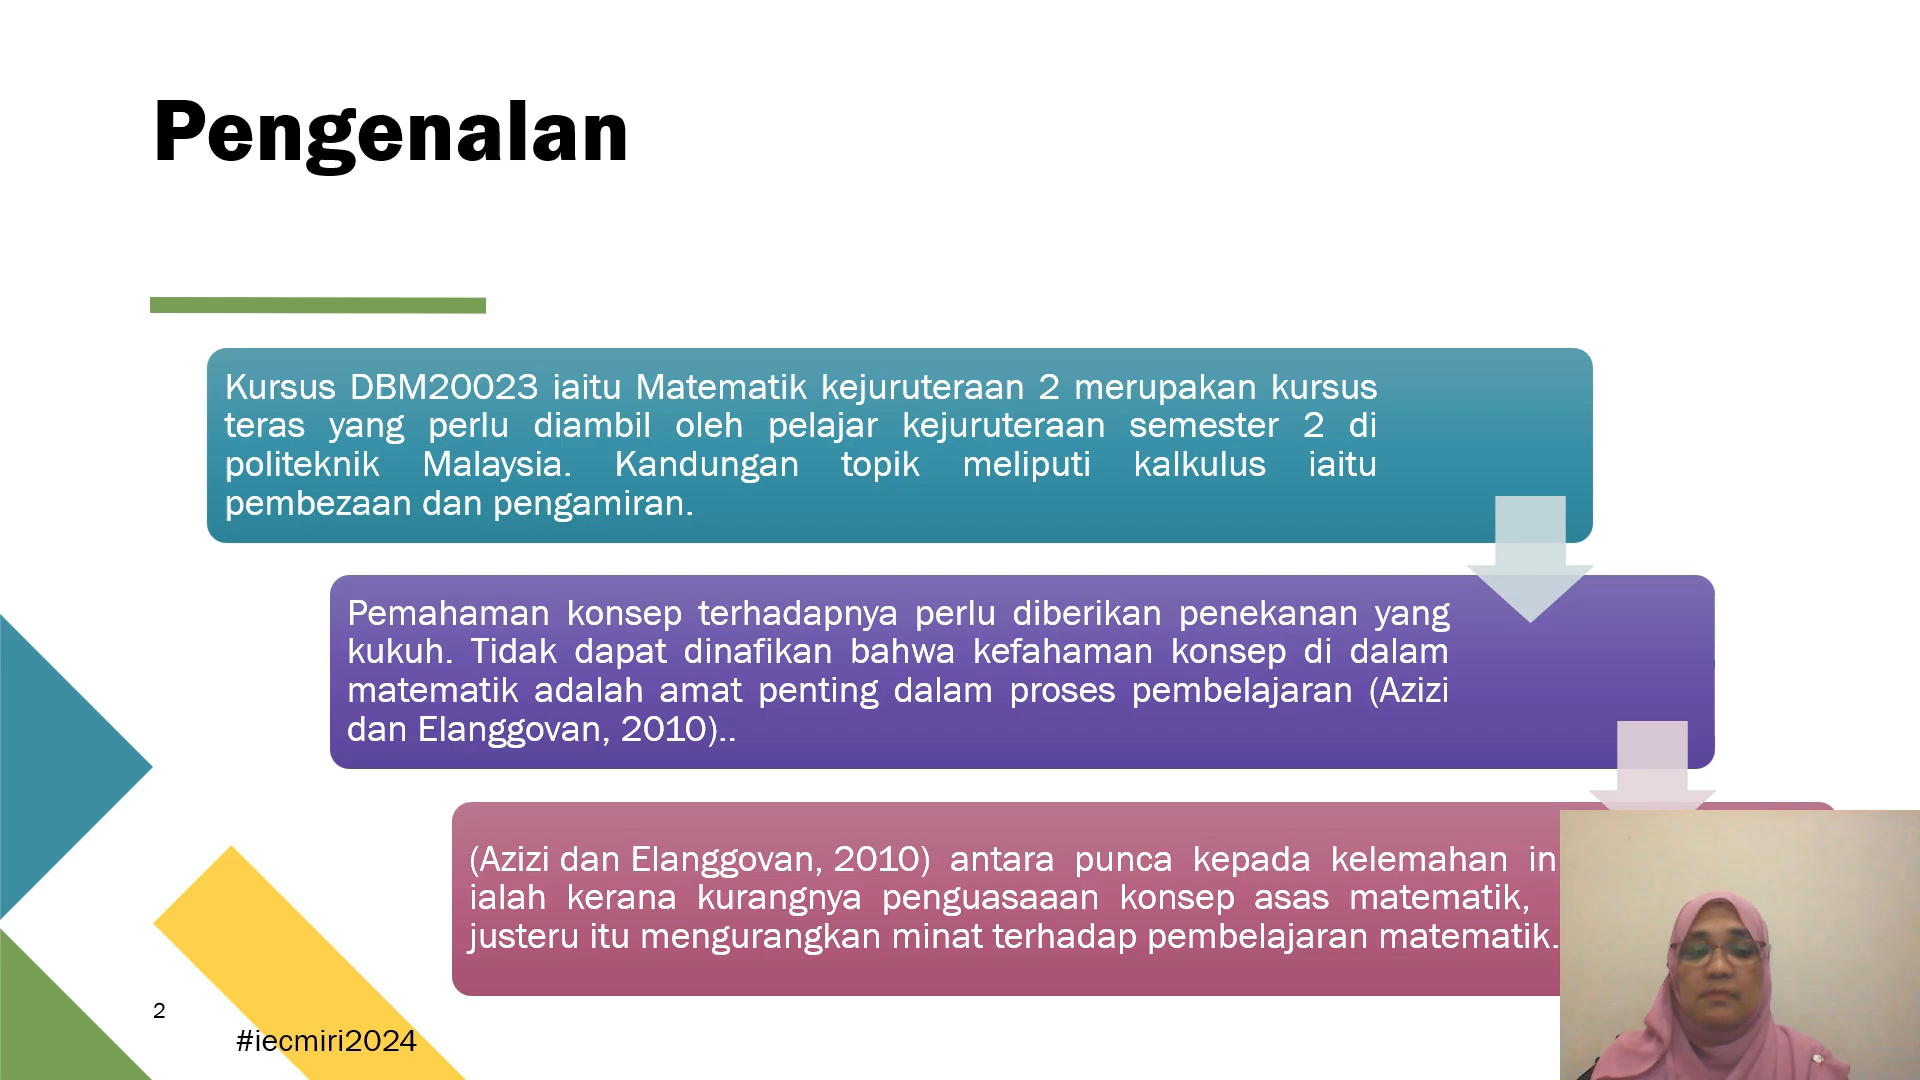 Pengenalan
Kursus DBM20023 iaitu Matematik kejuruteraan 2 merupakan kursus
teras yang perlu diambil oleh pelajar kejuruteraan semester 2 di
politeknik Malaysia. Kandungan topik meliputi kalkulus iaitu
pembezaan dan pengamiran.
Pemahaman konsep terhadapnya perlu diberikan penekanan yang
kukuh. Tidak dapat dinafikan bahwa kefahaman konsep di dalam
matematik adalah amat penting dalam proses pembelajaran (Azizi
dan Elanggovan, 2010)..
(Azizi dan Elanggovan, 2010) antara punca kepada kelemahan in
ialah kerana kurangnya penguasaaan konsep asas matematik,
justeru itu mengurangkan minat terhadap pembelajaran matematik.
2
#iecmiri2024